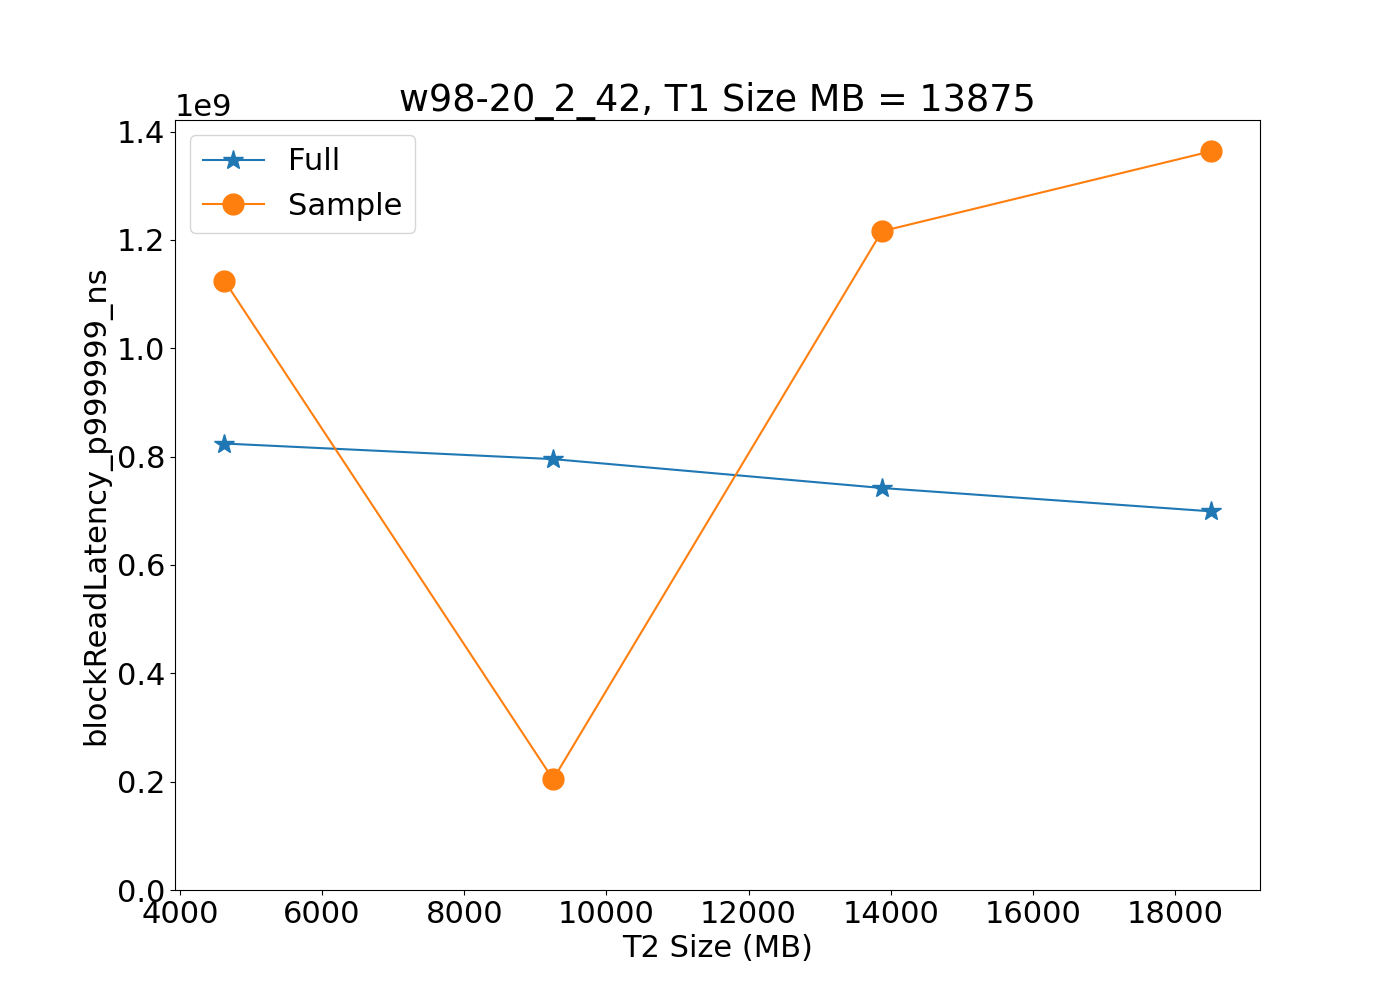 w98-20_2_42, T1 Size MB = 13875
1e9
Full
Sample
1.4
1.2
1.0
0.8
0.6
0.4
0.2
0.0
blockReadLatency_p999999_ns
4000 6000 8000 10000 12000 14000 16000 18000
T2 Size (MB)